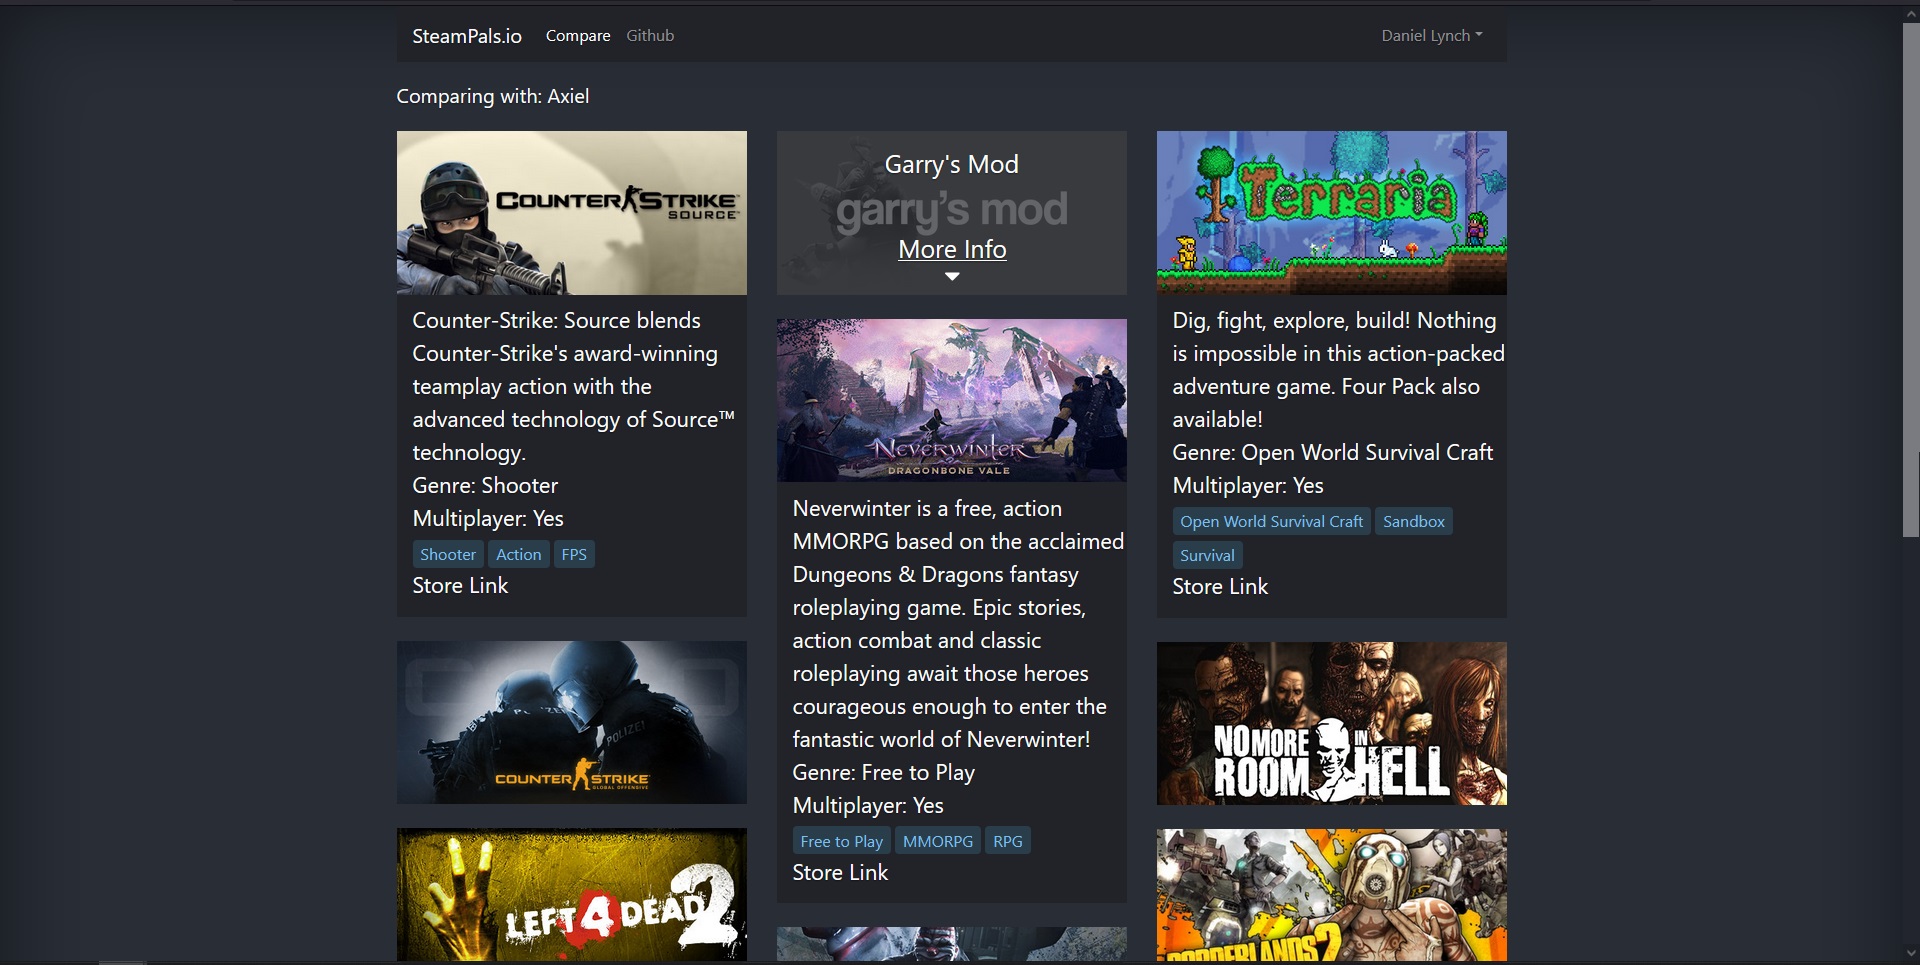 SteamPals.io Compare Github Daniel Lynch
Comparing with: Axiel
COUNTER STRIKE
SOURCE™
Counter-Strike: Source blends
Counter-Strike's award-winning
teamplay action with the
advanced technology of Source™
technology.
Genre: Shooter
Multiplayer: Yes
Shooter Action FPS
Store Link
POLIZEI
POLIZEI
COUNTER STRIKE
GLOBAL OFFENSIVE
LEFT 4 DEAD 2
Garry's Mod
garry's mod
More Info
NEVERWINTER
DRAGONBONE VALE
Neverwinter is a free, action
MMORPG based on the acclaimed
Dungeons & Dragons fantasy
roleplaying game. Epic stories,
action combat and classic
roleplaying await those heroes
courageous enough to enter the
fantastic world of Neverwinter!
Genre: Free to Play
Multiplayer: Yes
Free to Play MMORPG RPG
Store Link
Terraria
Dig, fight, explore, build! Nothing
is impossible in this action-packed
adventure game. Four Pack also
available!
Genre: Open World Survival Craft
Multiplayer: Yes
Open World Survival Craft Sandbox
Survival
Store Link
NO MORE IN
ROOM HELL
BORDERLANDS 2